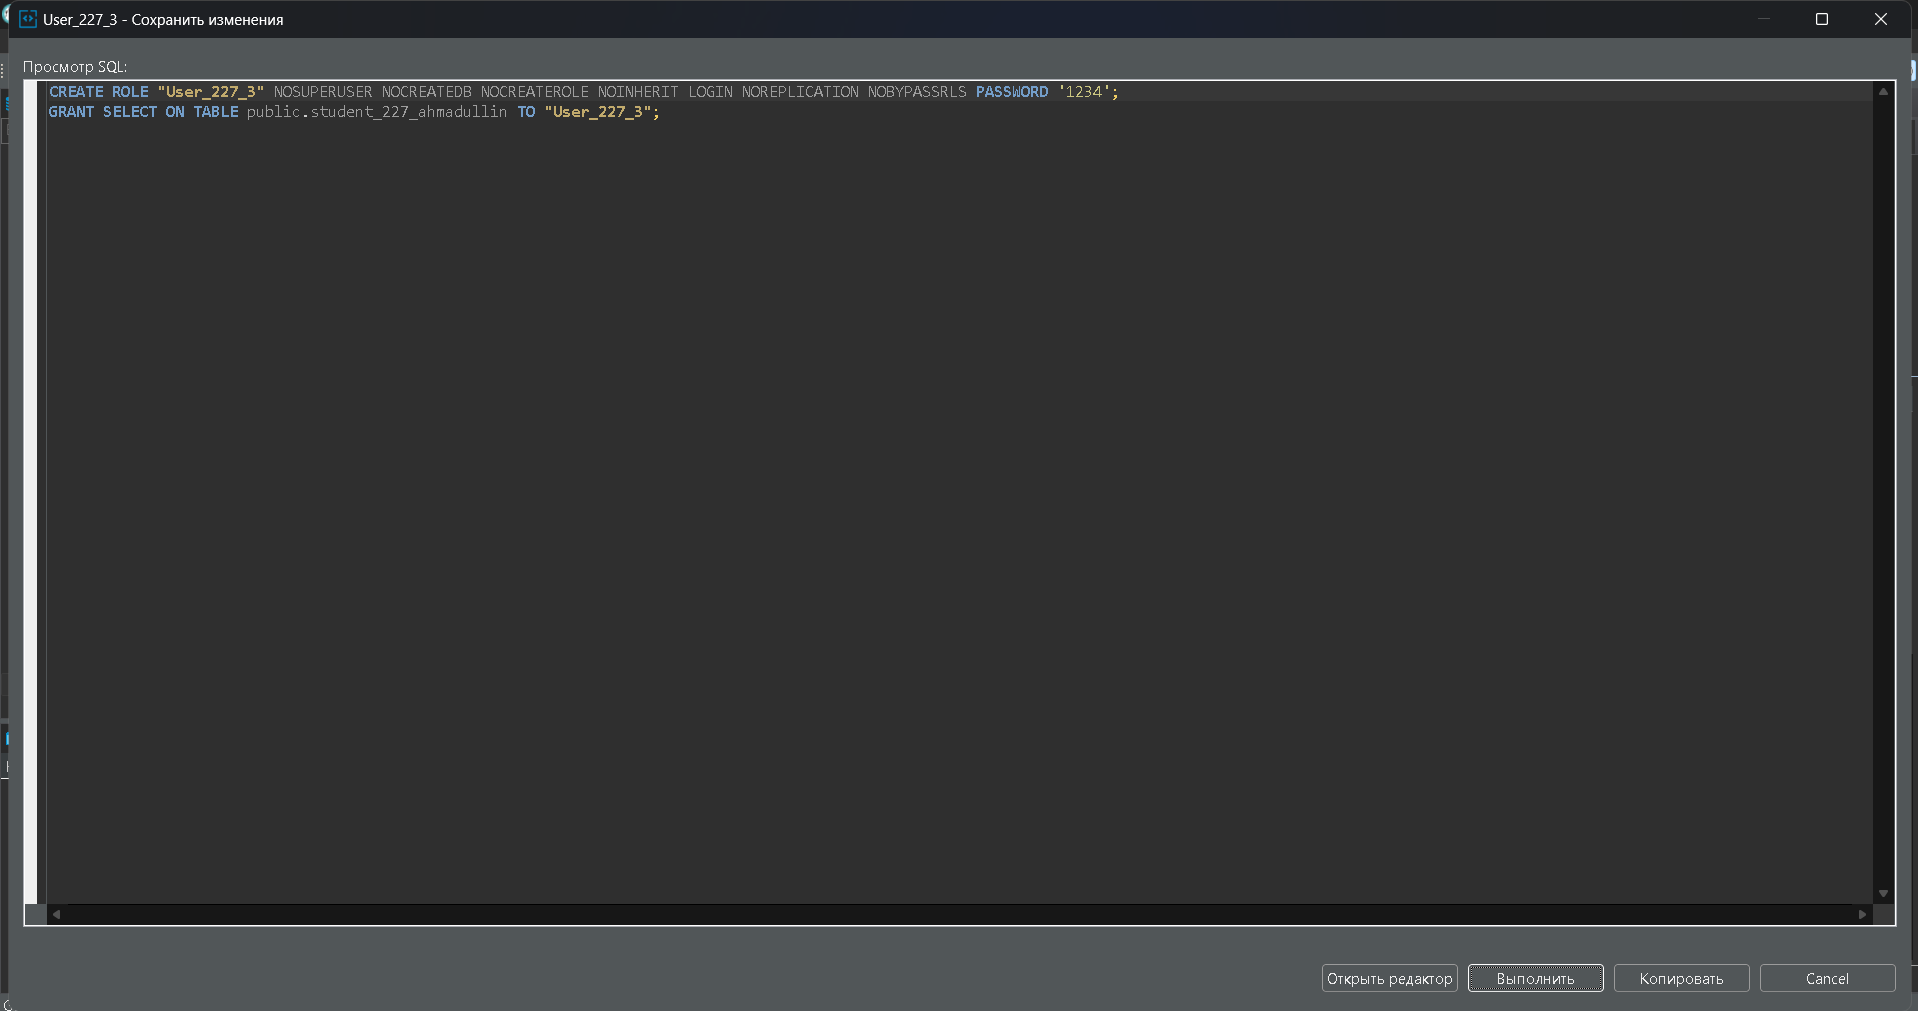 User_227_3 - Сохранить изменения
Просмотр SQL:
CREATE ROLE "User_227_3" NOSUPERUSER NOCREATEDB NOCREATEROLE NOINHERIT LOGIN NOREPLICATION NOBYPASSRLS PASSWORD '1234';
GRANT SELECT ON TABLE public.student_227_ahmadullin TO "User_227_3";
Открыть редактор
Выполнить
Копировать
Cancel